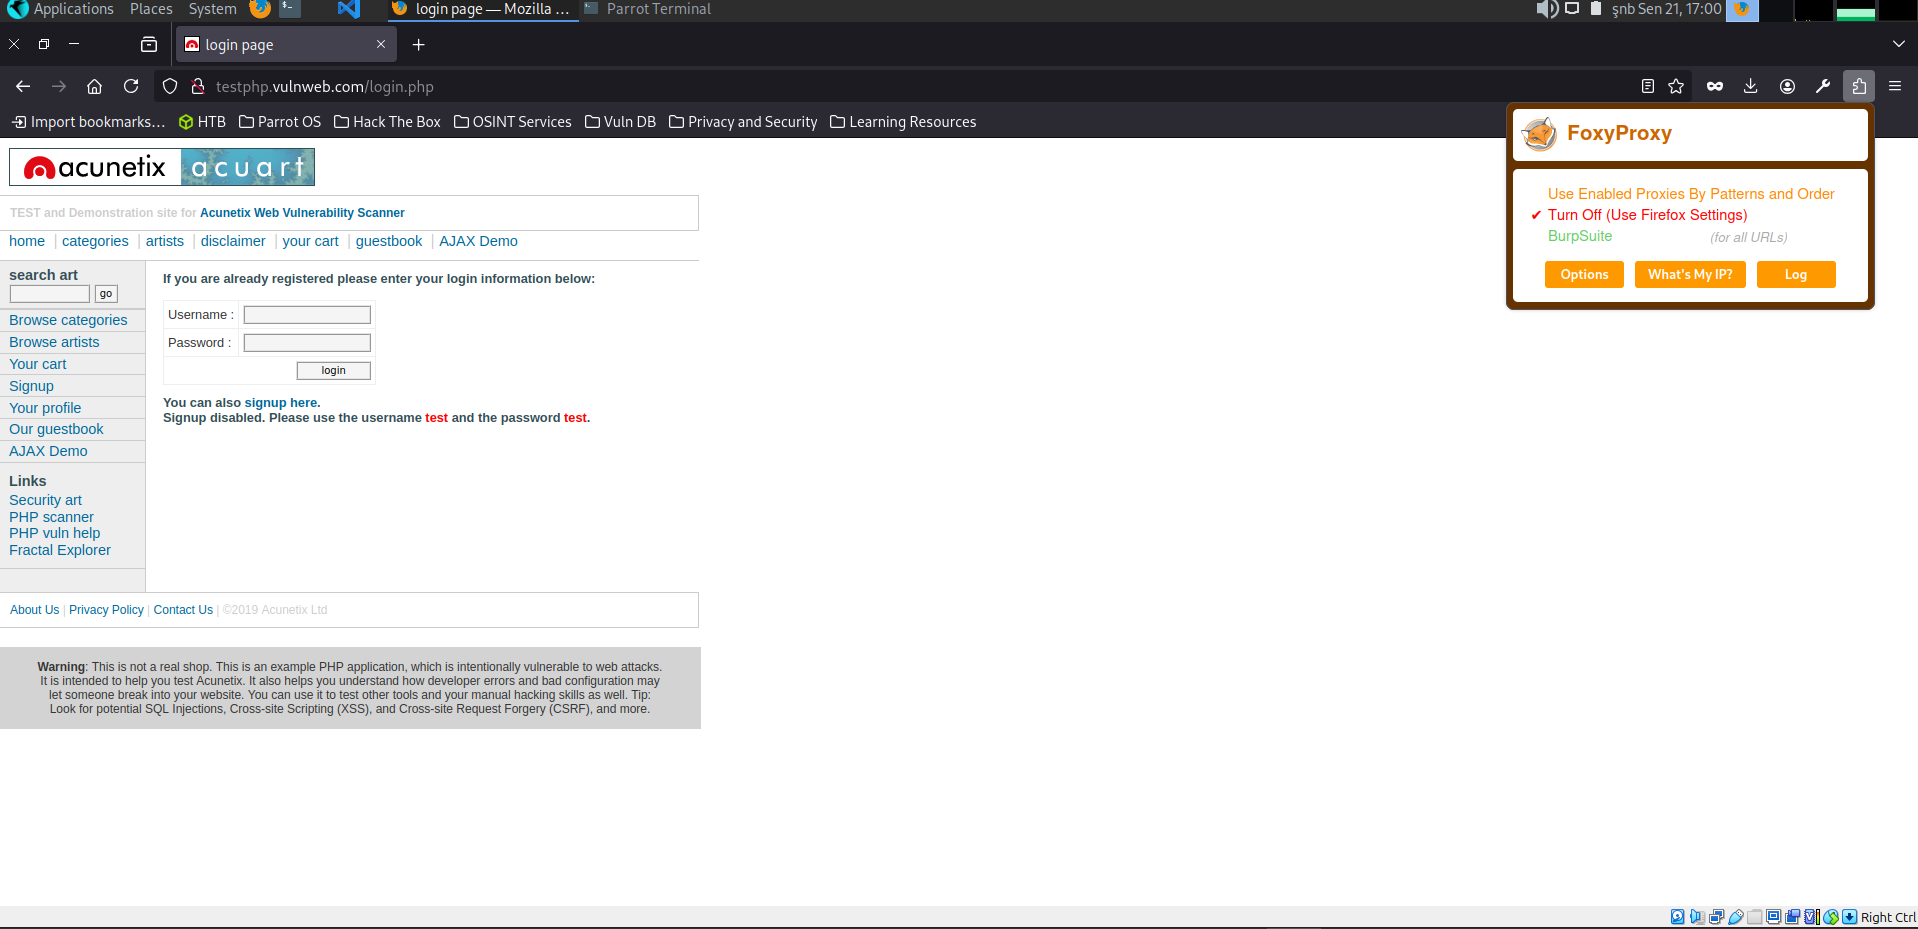 Applications Places System login page — Mozilla ... Parrot Terminal şnb Sen 21, 17:00
login page
testphp.vulnweb.com/login.php
Import bookmarks... HTB Parrot OS Hack The Box OSINT Services Vuln DB Privacy and Security Learning Resources
FoxyProxy
Use Enabled Proxies By Patterns and Order
✔ Turn Off (Use Firefox Settings)
BurpSuite (for all URLs)
Options What's My IP? Log
acunetix acuart
TEST and Demonstration site for Acunetix Web Vulnerability Scanner
home | categories | artists | disclaimer | your cart | guestbook | AJAX Demo
search art
go
Browse categories
Browse artists
Your cart
Signup
Your profile
Our guestbook
AJAX Demo
Links
Security art
PHP scanner
PHP vuln help
Fractal Explorer
If you are already registered please enter your login information below:
Username :
Password :
login
You can also signup here.
Signup disabled. Please use the username test and the password test.
About Us | Privacy Policy | Contact Us | ©2019 Acunetix Ltd
Warning: This is not a real shop. This is an example PHP application, which is intentionally vulnerable to web attacks.
It is intended to help you test Acunetix. It also helps you understand how developer errors and bad configuration may
let someone break into your website. You can use it to test other tools and your manual hacking skills as well. Tip:
Look for potential SQL Injections, Cross-site Scripting (XSS), and Cross-site Request Forgery (CSRF), and more.
Right Ctrl